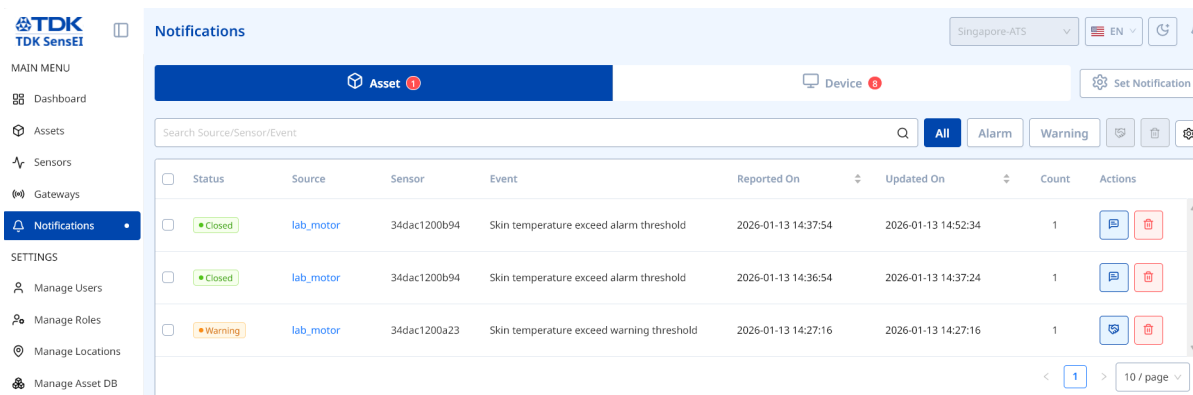 TDK
TDK SensEI
Notifications
Singapore-ATS
EN
MAIN MENU
Dashboard
Assets
Sensors
Gateways
Notifications
SETTINGS
Manage Users
Manage Roles
Manage Locations
Manage Asset DB
Asset 1
Device 8
Set Notification
Search Source/Sensor/Event
All
Alarm
Warning
Status Source Sensor Event Reported On Updated On Count Actions
Closed lab_motor 34dac1200b94 Skin temperature exceed alarm threshold 2026-01-13 14:37:54 2026-01-13 14:52:34 1
Closed lab_motor 34dac1200b94 Skin temperature exceed alarm threshold 2026-01-13 14:36:54 2026-01-13 14:37:24 1
Warning lab_motor 34dac1200a23 Skin temperature exceed warning threshold 2026-01-13 14:27:16 2026-01-13 14:27:16 1
< 1 > 10 / page